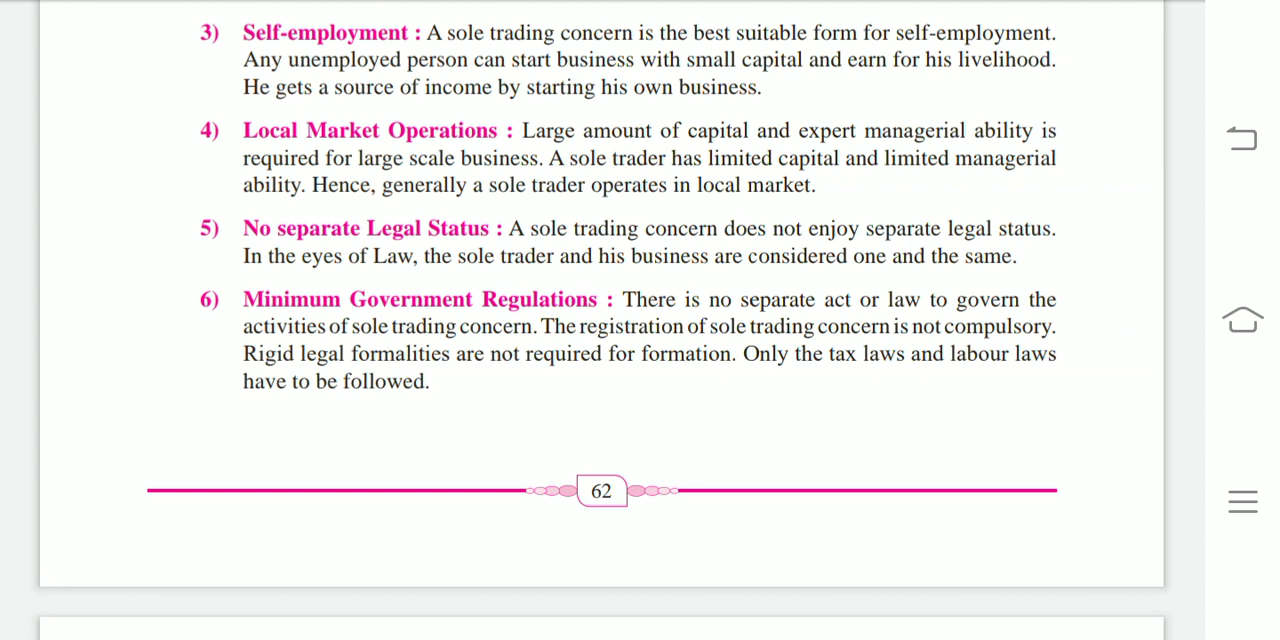 3) Self-employment : A sole trading concern is the best suitable form for self-employment.
Any unemployed person can start business with small capital and earn for his livelihood.
He gets a source of income by starting his own business.
4) Local Market Operations : Large amount of capital and expert managerial ability is
required for large scale business. A sole trader has limited capital and limited managerial
ability. Hence, generally a sole trader operates in local market.
5) No separate Legal Status : A sole trading concern does not enjoy separate legal status.
In the eyes of Law, the sole trader and his business are considered one and the same.
6) Minimum Government Regulations : There is no separate act or law to govern the
activities of sole trading concern. The registration of sole trading concern is not compulsory.
Rigid legal formalities are not required for formation. Only the tax laws and labour laws
have to be followed.
62